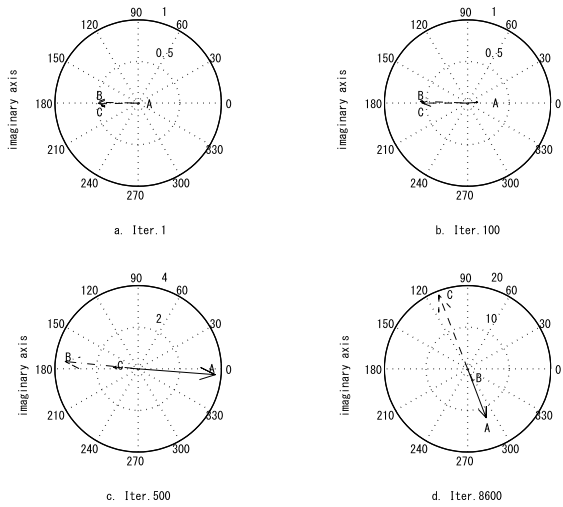 90 1
120 60
0.5
150 30
B
180 A 0
C
210 330
240 300
270
imaginary axis
a. Iter.1
90 1
120 60
0.5
150 30
B
180 A 0
C
210 330
240 300
270
imaginary axis
b. Iter.100
90 4
120 60
2
150 30
B
180 C A 0
210 330
240 300
270
imaginary axis
c. Iter.500
90 20
120 C 60
10
150 30
180 0
B
210 330
A
240 300
270
imaginary axis
d. Iter.8600